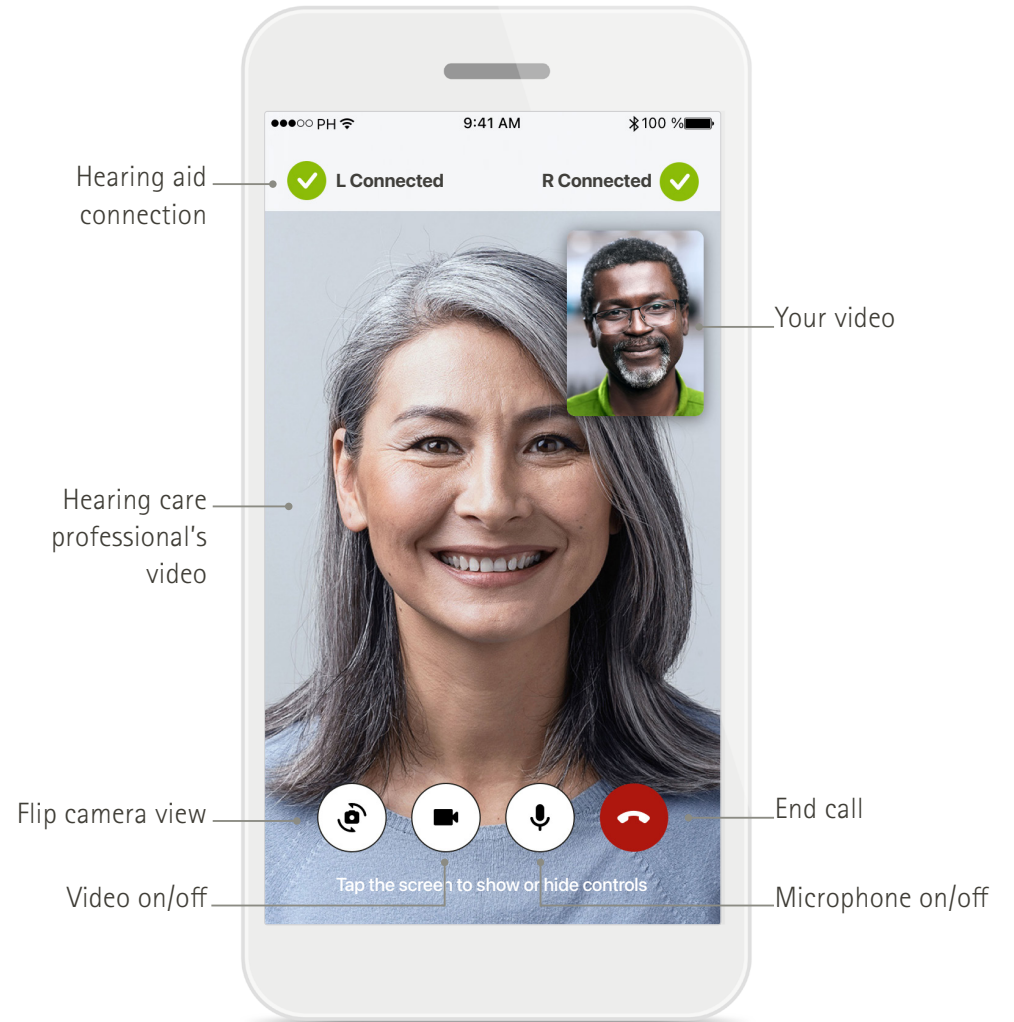 PH 9:41 AM 100 %
Hearing aid
connection
L Connected R Connected
Your video
Hearing care
professional's
video
Flip camera view
End call
Tap the screen to show or hide controls
Video on/off
Microphone on/off